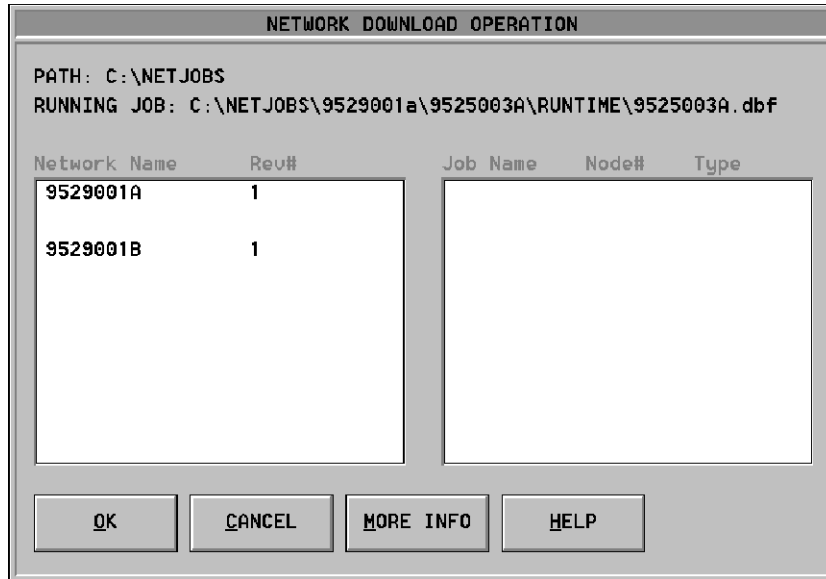 NETWORK DOWNLOAD OPERATION
PATH: C:\NETJOBS
RUNNING JOB: C:\NETJOBS\9529001a\9525003A\RUNTIME\9525003A.dbf
Network Name Rev# Job Name Node# Type
9529001A 1
9529001B 1
OK CANCEL MORE INFO HELP